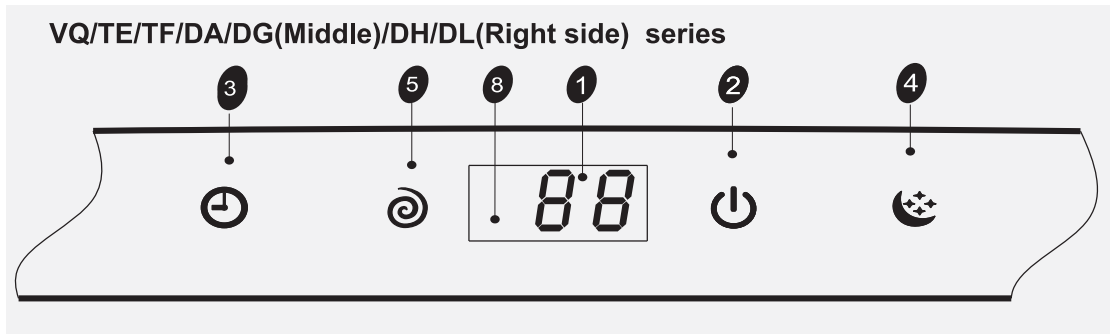 VQ/TE/TF/DA/DG(Middle)/DH/DL(Right side) series
3 5 8 1 2 4
88